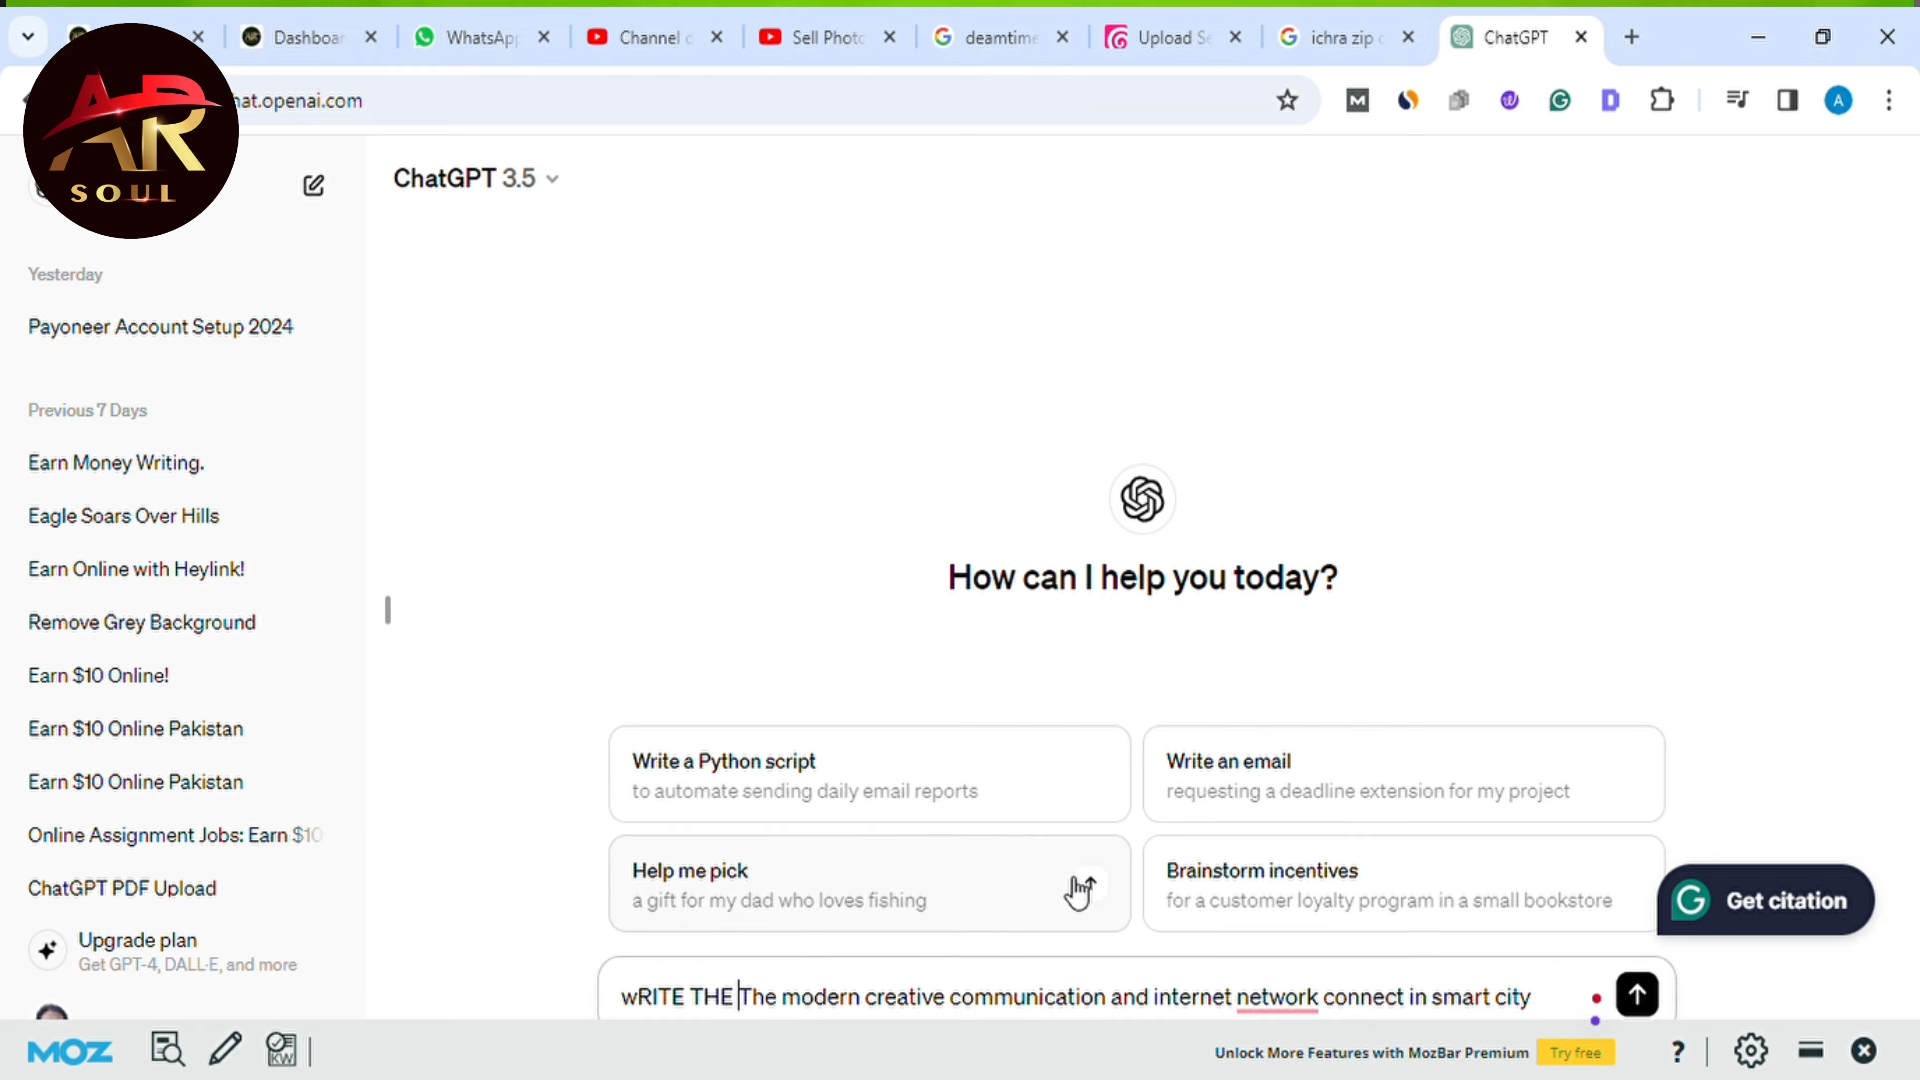 Dashboar
WhatsApp
Channel d
Sell Photo
deamtime
Upload Se
ichra zip c
ChatGPT
AR
SOUL
hat.openai.com
A
ChatGPT 3.5
Yesterday
Payoneer Account Setup 2024
Previous 7 Days
Earn Money Writing.
Eagle Soars Over Hills
Earn Online with Heylink!
Remove Grey Background
Earn $10 Online!
Earn $10 Online Pakistan
Earn $10 Online Pakistan
Online Assignment Jobs: Earn $10
ChatGPT PDF Upload
Upgrade plan
Get GPT-4, DALL·E, and more
How can I help you today?
Write a Python script
to automate sending daily email reports
Write an email
requesting a deadline extension for my project
Help me pick
a gift for my dad who loves fishing
Brainstorm incentives
for a customer loyalty program in a small bookstore
Get citation
wRITE THE The modern creative communication and internet network connect in smart city
MOZ
KW
Unlock More Features with MozBar Premium
Try free
?